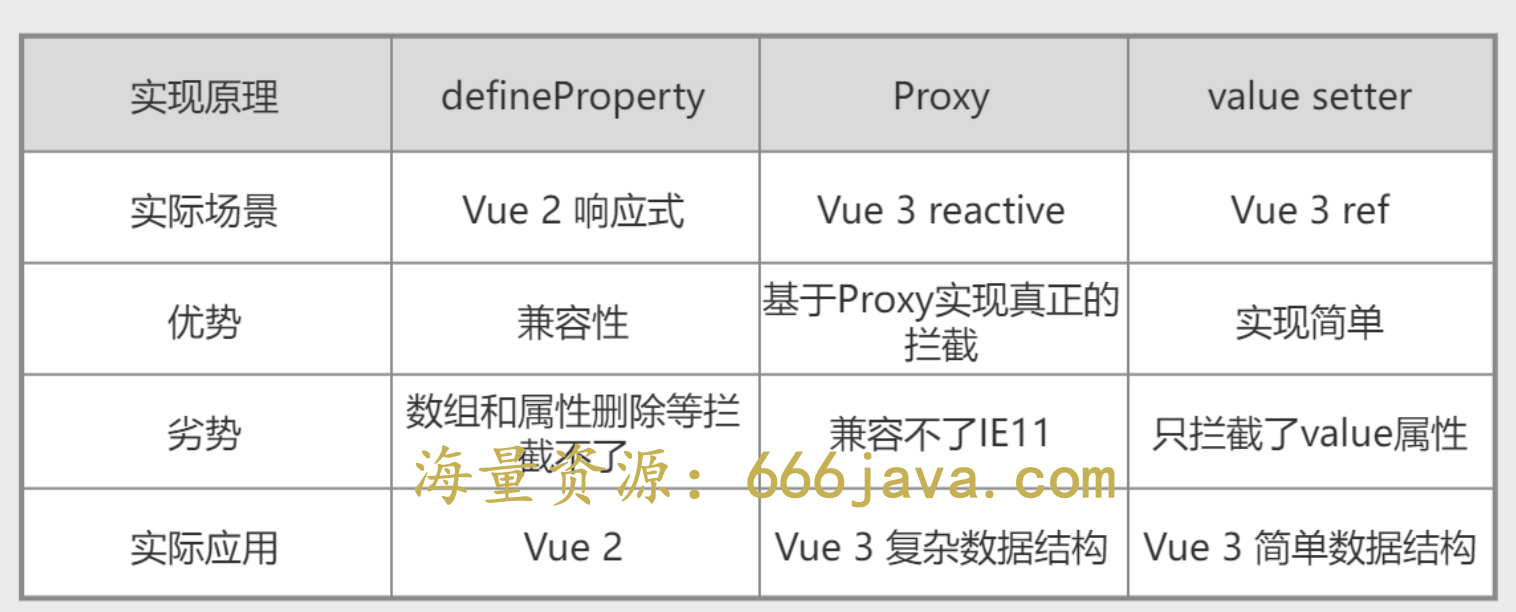 实现原理 defineProperty Proxy value setter
实际场景 Vue 2 响应式 Vue 3 reactive Vue 3 ref
优势 兼容性 基于Proxy实现真正的
拦截 实现简单
劣势 数组和属性删除等拦
截不了 兼容不了IE11 只拦截了value属性
海量资源：666java.com
实际应用 Vue 2 Vue 3 复杂数据结构 Vue 3 简单数据结构